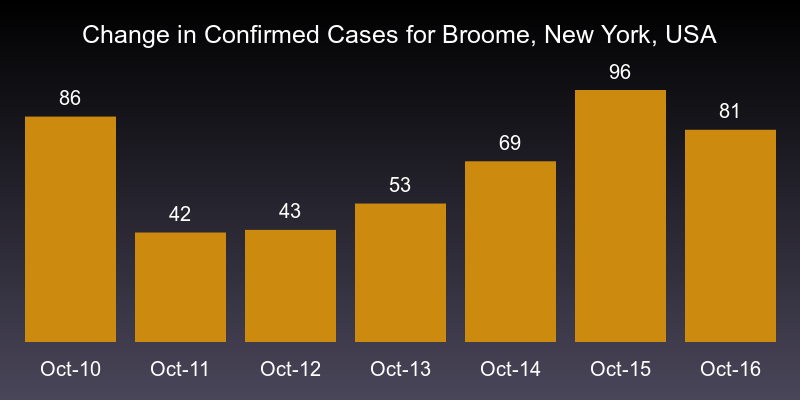 Change in Confirmed Cases for Broome, New York, USA
86
42
43
53
69
96
81
Oct-10
Oct-11
Oct-12
Oct-13
Oct-14
Oct-15
Oct-16